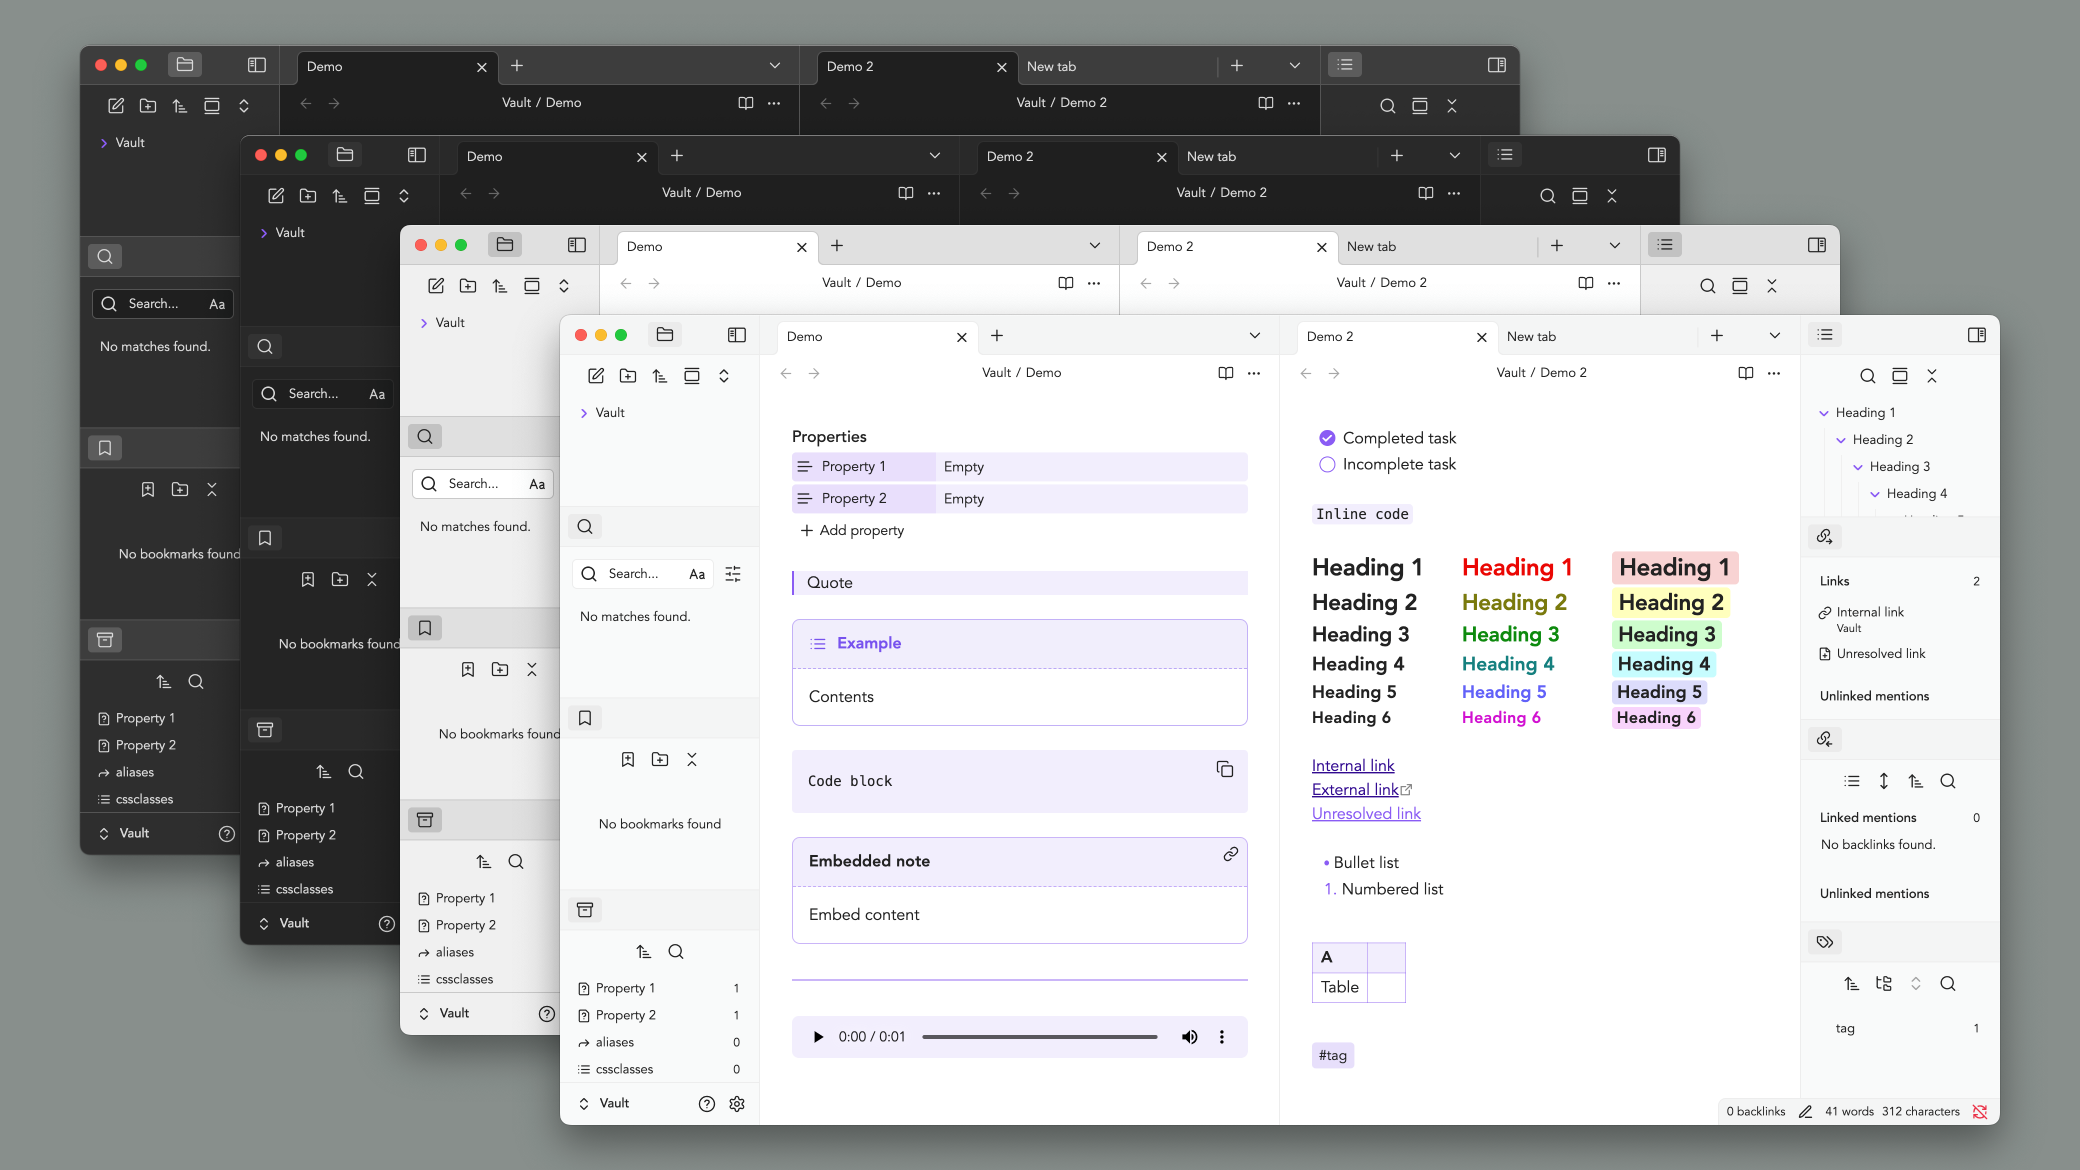 Demo
Demo 2
New tab
Vault / Demo
Vault / Demo 2
Vault
Search...
Aa
No matches found.
No bookmarks found
Property 1
Property 2
aliases
cssclasses
Vault
Demo
Demo 2
New tab
Vault / Demo
Vault / Demo 2
Vault
Search...
Aa
No matches found.
No bookmarks found
Property 1
Property 2
aliases
cssclasses
Vault
Demo
Demo 2
New tab
Vault / Demo
Vault / Demo 2
Vault
Search...
Aa
No matches found.
No bookmarks found
Property 1
Property 2
aliases
cssclasses
Vault
Demo
Demo 2
New tab
Vault / Demo
Vault / Demo 2
Vault
Search...
Aa
No matches found.
No bookmarks found
Property 1 1
Property 2 1
aliases 0
cssclasses 0
Vault
Properties
Property 1 Empty
Property 2 Empty
Add property
Quote
Example
Contents
Code block
Embedded note
Embed content
0:00 / 0:01
Completed task
Incomplete task
Inline code
Heading 1 Heading 1 Heading 1
Heading 2 Heading 2 Heading 2
Heading 3 Heading 3 Heading 3
Heading 4 Heading 4 Heading 4
Heading 5 Heading 5 Heading 5
Heading 6 Heading 6 Heading 6
Internal link
External link
Unresolved link
• Bullet list
1. Numbered list
A
Table
#tag
Heading 1
Heading 2
Heading 3
Heading 4
Links 2
Internal link
Vault
Unresolved link
Unlinked mentions
Linked mentions 0
No backlinks found.
Unlinked mentions
tag 1
0 backlinks 41 words 312 characters